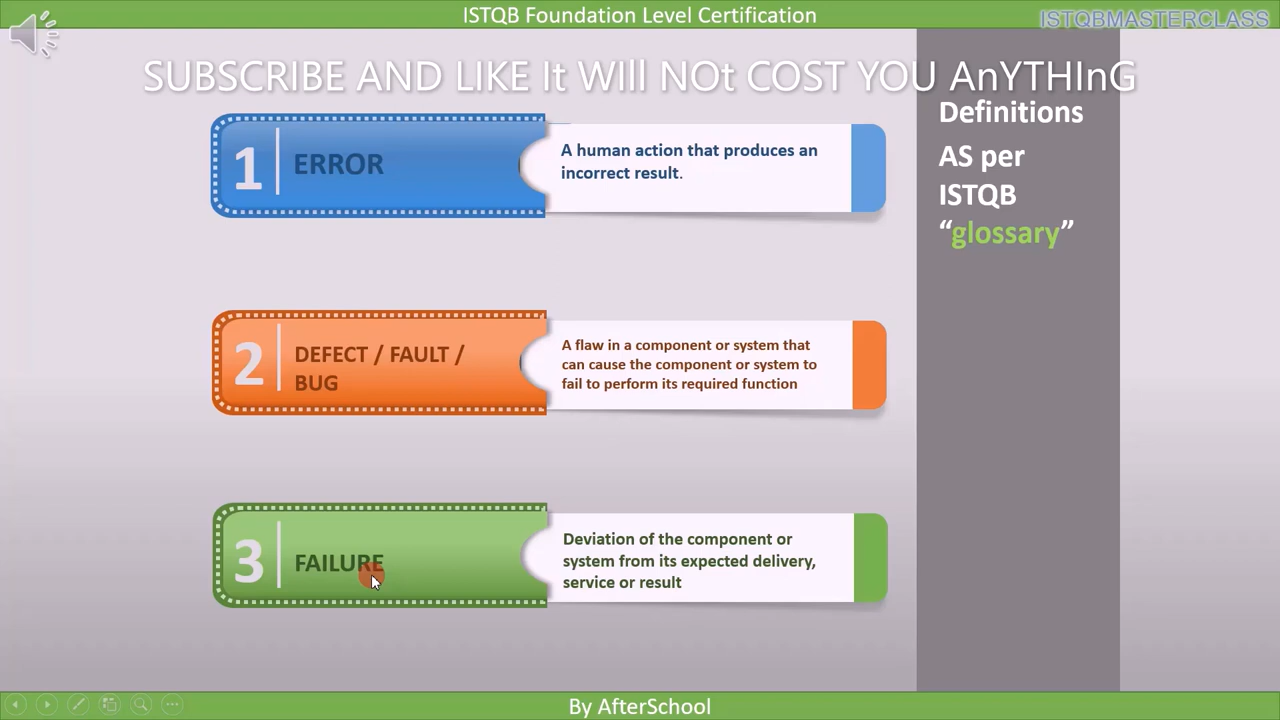 ISTQB Foundation Level Certification
ISTQBMASTERCLASS
SUBSCRIBE AND LIKE It WIll NOt COST YOU AnYTHInG
Definitions
AS per
ISTQB
“glossary”
1
ERROR
A human action that produces an
incorrect result.
2
DEFECT / FAULT /
BUG
A flaw in a component or system that
can cause the component or system to
fail to perform its required function
3
FAILURE
Deviation of the component or
system from its expected delivery,
service or result
By AfterSchool